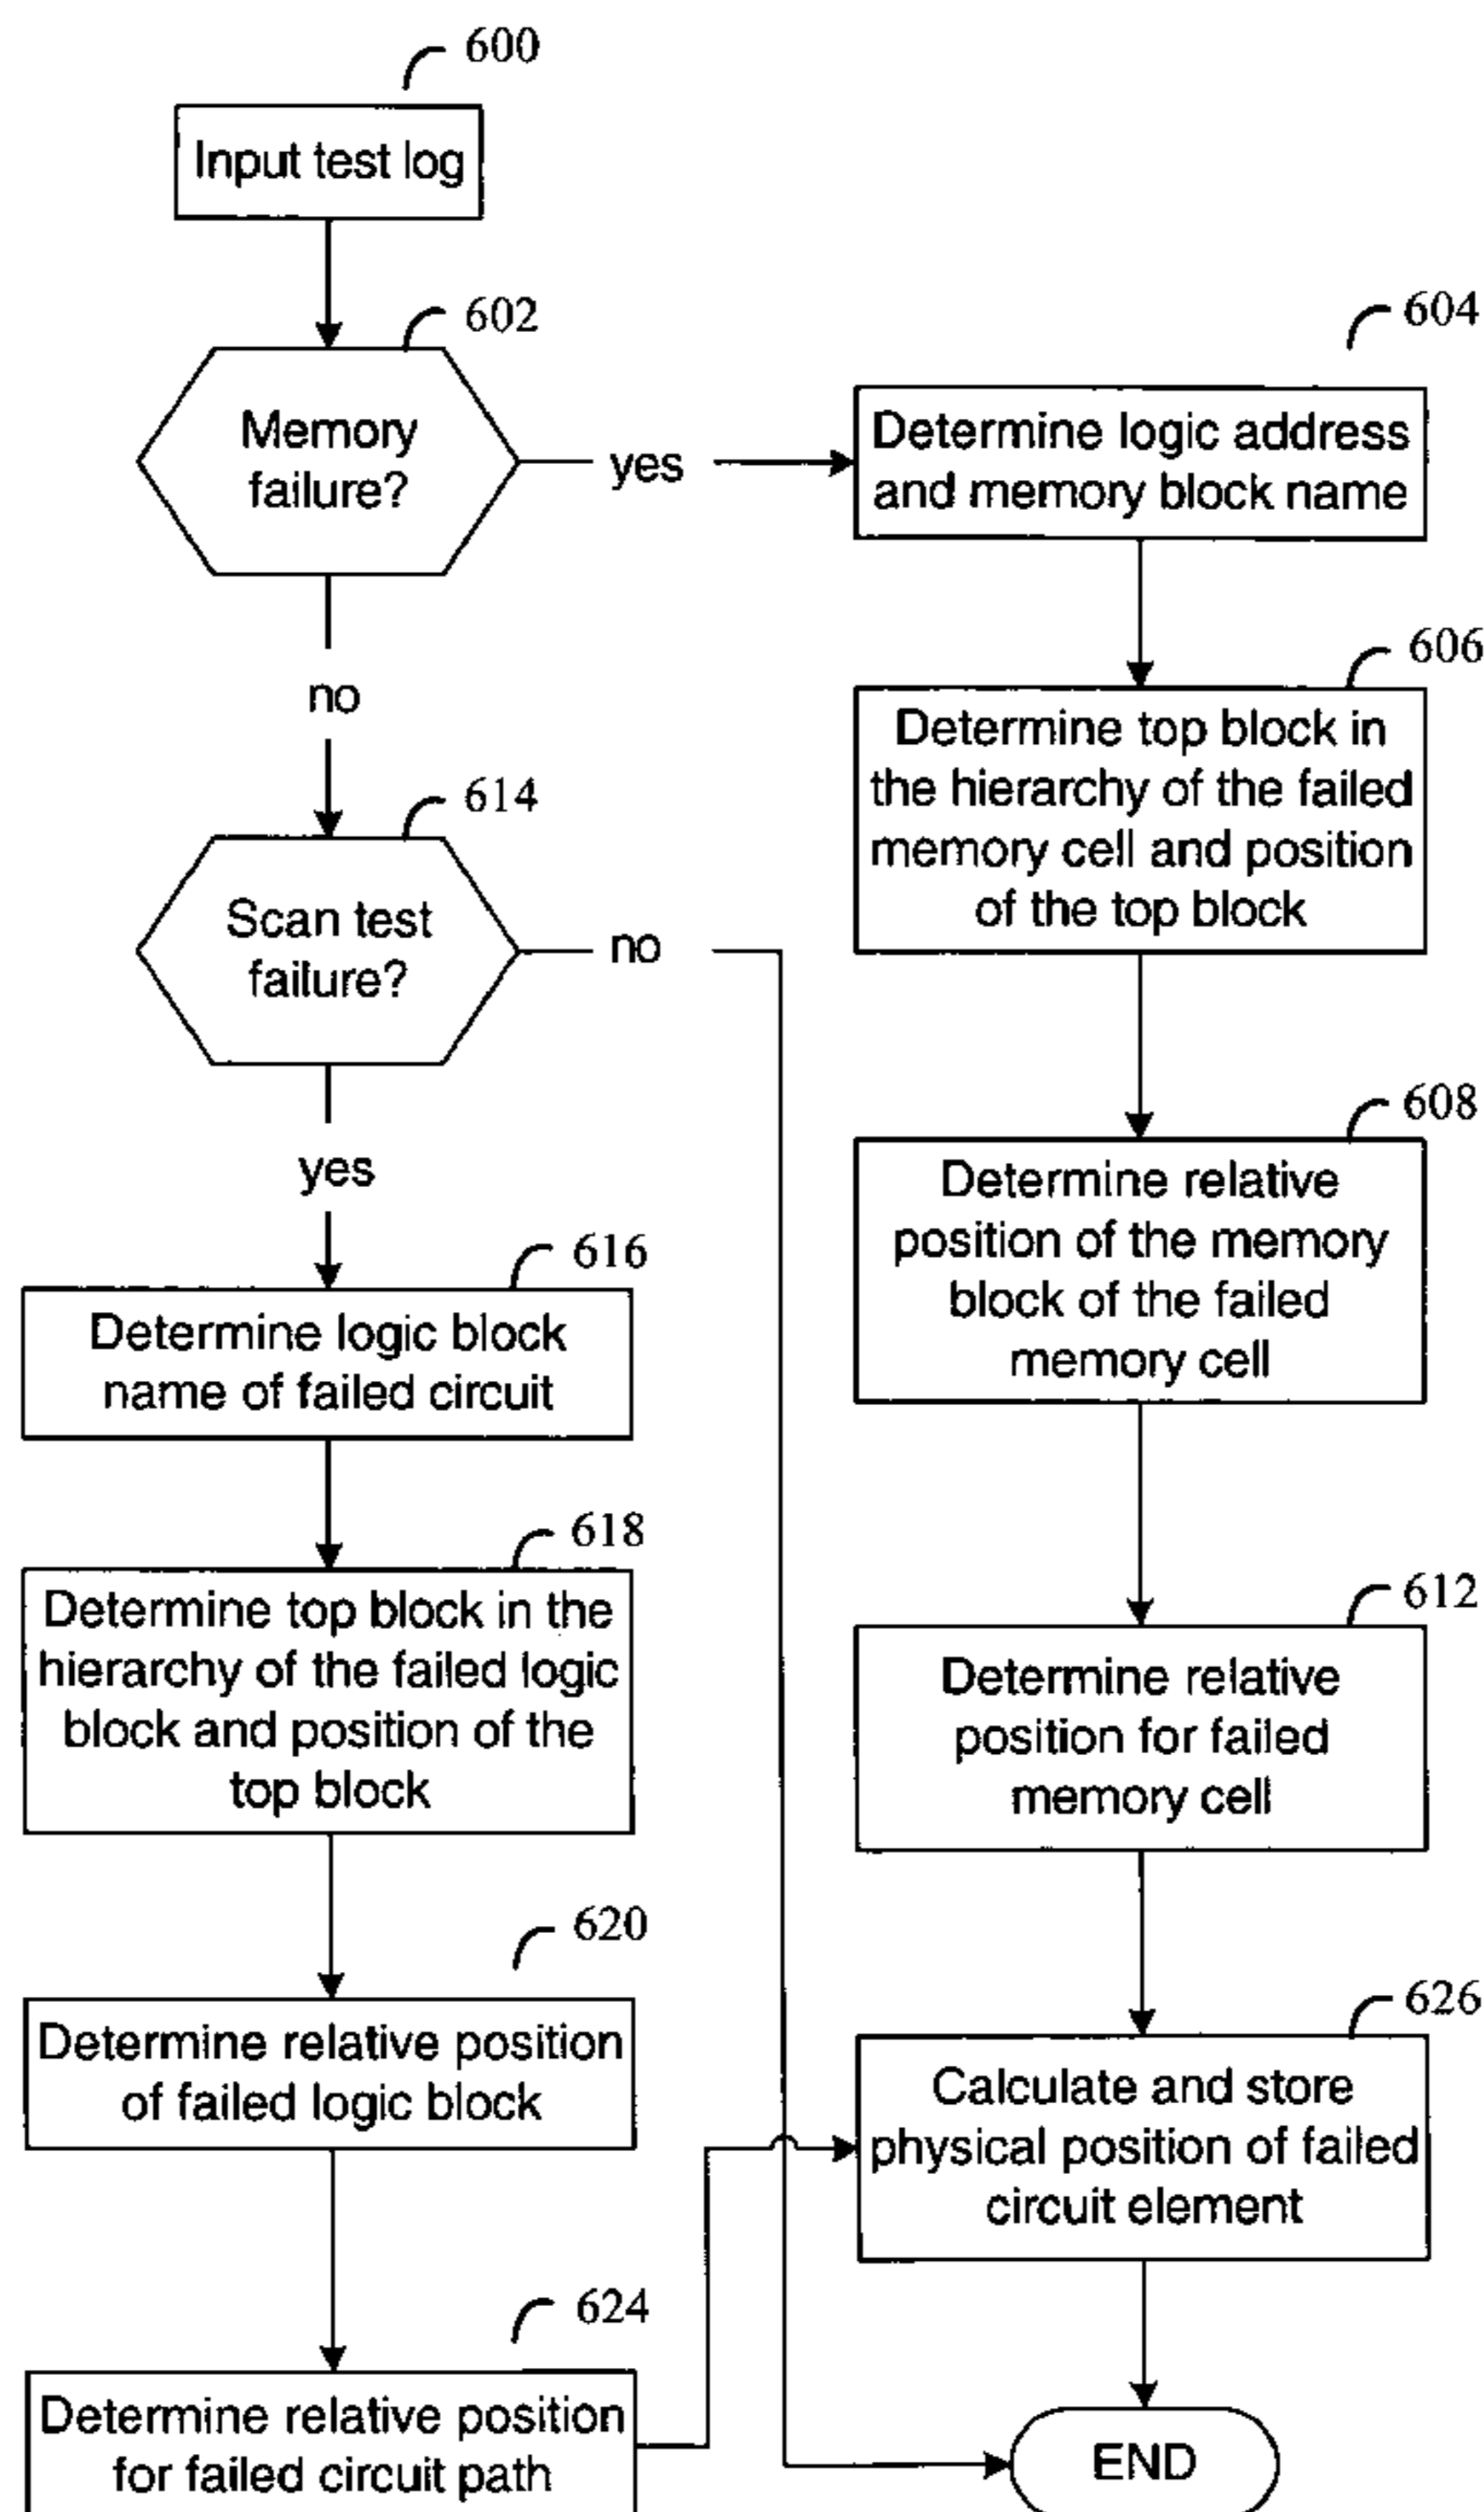 600
Input test log
602
Memory
failure?
yes
no
604
Determine logic address
and memory block name
606
Determine top block in
the hierarchy of the failed
memory cell and position
of the top block
608
Determine relative
position of the memory
block of the failed
memory cell
612
Determine relative
position for failed
memory cell
614
Scan test
failure?
no
yes
616
Determine logic block
name of failed circuit
618
Determine top block in the
hierarchy of the failed logic
block and position of the
top block
620
Determine relative position
of failed logic block
624
Determine relative position
for failed circuit path
626
Calculate and store
physical position of failed
circuit element
END